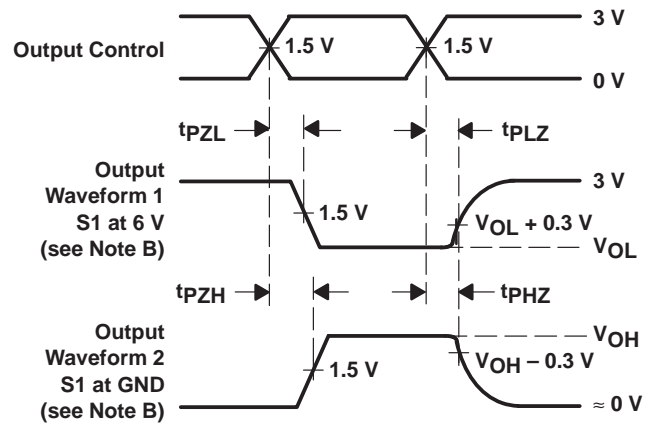 3 V
Output Control
1.5 V
1.5 V
0 V
tPZL
tPLZ
Output
Waveform 1
S1 at 6 V
(see Note B)
3 V
1.5 V
VOL + 0.3 V
VOL
tPZH
tPHZ
Output
Waveform 2
S1 at GND
(see Note B)
VOH
1.5 V
VOH – 0.3 V
≈ 0 V